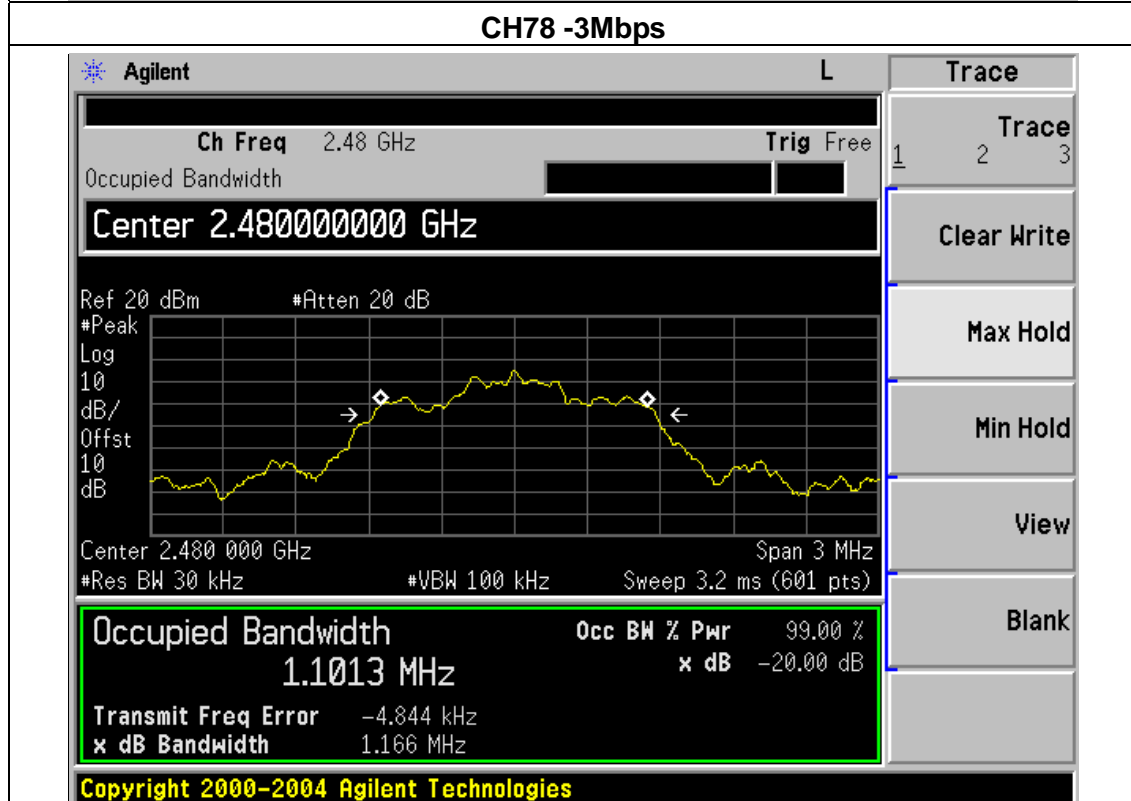 CH78 -3Mbps
Agilent L Trace
Ch Freq 2.48 GHz Trig Free
Occupied Bandwidth
Trace
1 2 3
Center 2.480000000 GHz
Clear Write
Ref 20 dBm #Atten 20 dB
#Peak
Log
10
dB/
Offst
10
dB
Max Hold
Min Hold
View
Center 2.480 000 GHz Span 3 MHz
#Res BW 30 kHz #VBW 100 kHz Sweep 3.2 ms (601 pts)
Blank
Occupied Bandwidth Occ BW % Pwr 99.00 %
1.1013 MHz x dB -20.00 dB
Transmit Freq Error -4.844 kHz
x dB Bandwidth 1.166 MHz
Copyright 2000-2004 Agilent Technologies